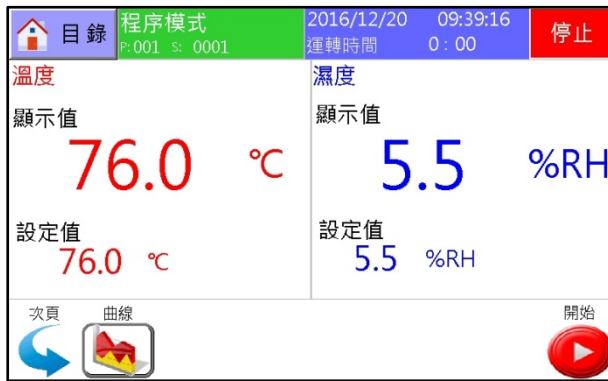 目錄
程序模式
P:001 S: 0001
2016/12/20 09:39:16
運轉時間 0:00
停止
溫度
顯示值
76.0 ℃
設定值
76.0 ℃
濕度
顯示值
5.5 %RH
設定值
5.5 %RH
次頁
曲線
開始